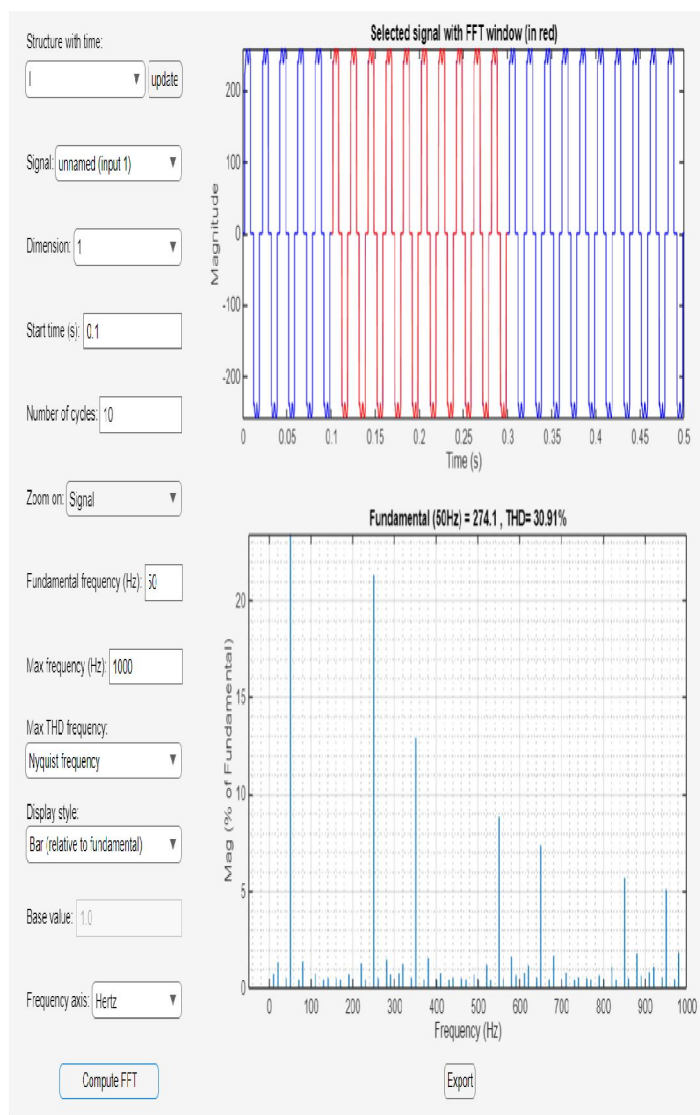 Structure with time:
I
update
Signal: unnamed (input 1)
Dimension: 1
Start time (s): 0.1
Number of cycles: 10
Zoom on: Signal
Fundamental frequency (Hz): 50
Max frequency (Hz): 1000
Max THD frequency:
Nyquist frequency
Display style:
Bar (relative to fundamental)
Base value: 1.0
Frequency axis: Hertz
Compute FFT
Selected signal with FFT window (in red)
Magnitude
200
100
0
-100
-200
0 0.05 0.1 0.15 0.2 0.25 0.3 0.35 0.4 0.45 0.5
Time (s)
Fundamental (50Hz) = 274.1 , THD= 30.91%
Mag (% of Fundamental)
20
15
10
5
0
0 100 200 300 400 500 600 700 800 900 1000
Frequency (Hz)
Export